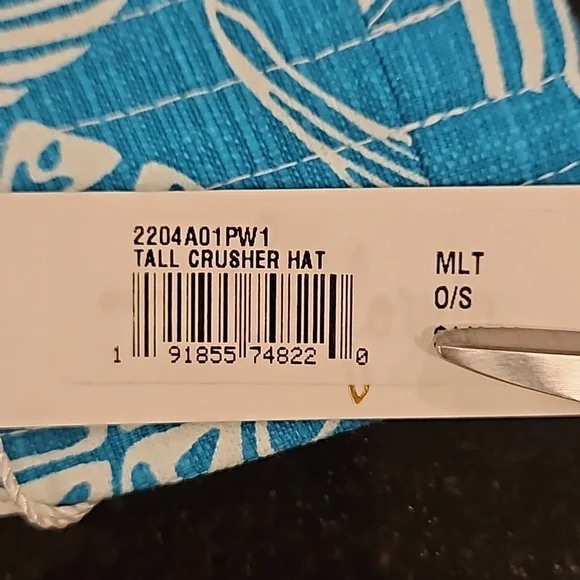 2204A01PW1
TALL CRUSHER HAT
MLT
O/S
1 91855 74822 0